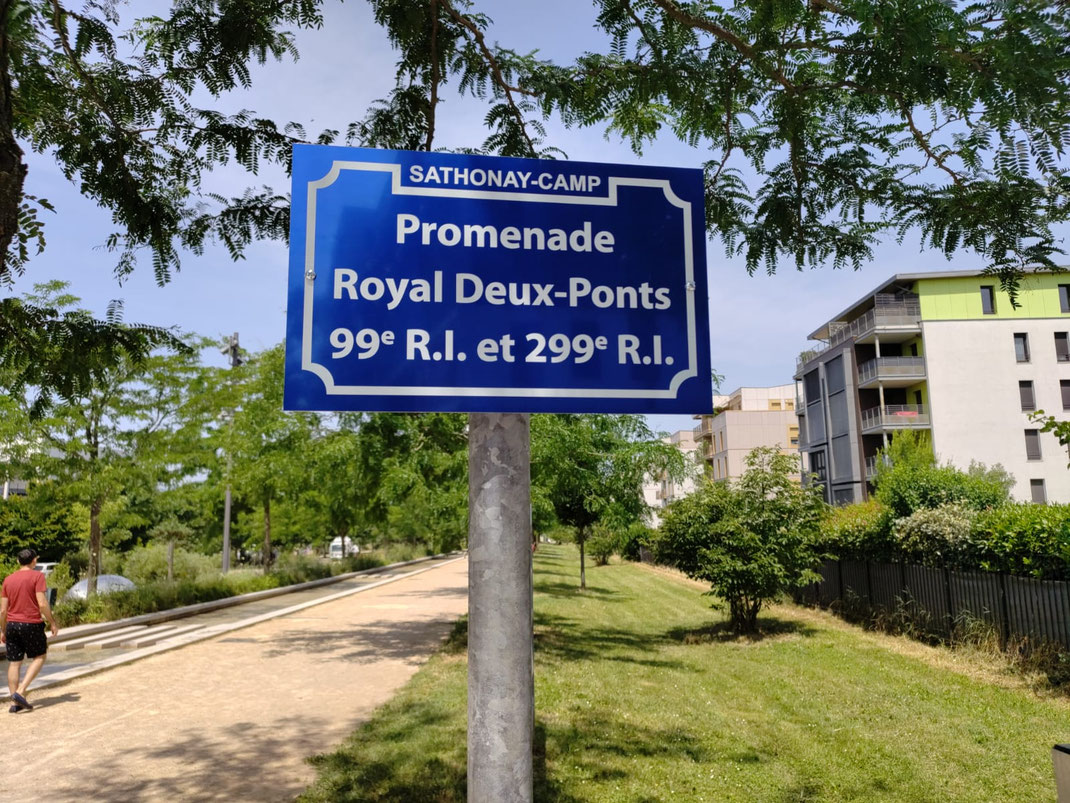 SATHONAY-CAMP
Promenade
Royal Deux-Ponts
99e R.I. et 299e R.I.